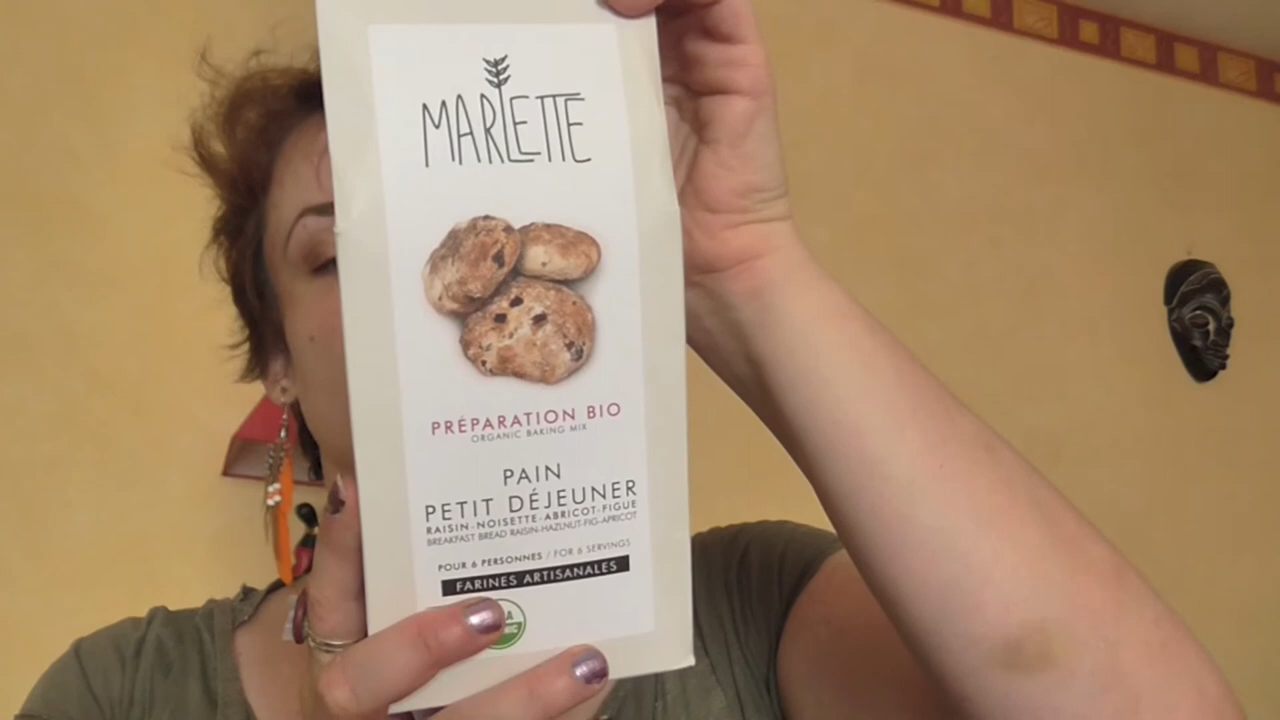 MARLETTE
PRÉPARATION BIO
ORGANIC BAKING MIX
PAIN
PETIT DÉJEUNER
RAISIN-NOISETTE-ABRICOT-FIGUE
BREAKFAST BREAD RAISIN-HAZLNUT-FIG-APRICOT
POUR 6 PERSONNES / FOR 6 SERVINGS
FARINES ARTISANALES